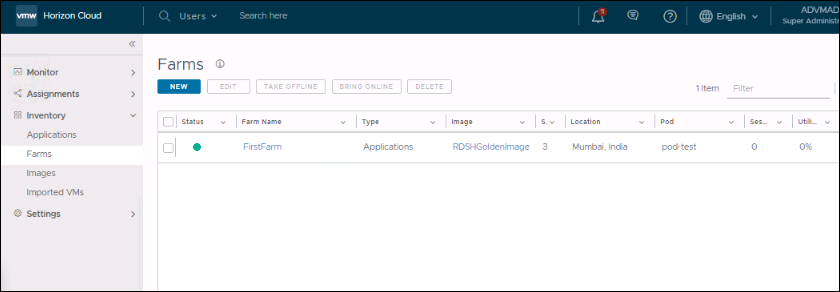 vmw Horizon Cloud Users Search here English ADVMAD
Super Administr
«
Monitor
Assignments
Inventory
Applications
Farms
Images
Imported VMs
Settings
Farms
NEW EDIT TAKE OFFLINE BRING ONLINE DELETE
1 Item Filter
Status Farm Name Type Image S.. Location Pod Ses... Utili...
FirstFarm Applications RDSHGoldenImage 3 Mumbai, India pod-test 0 0%